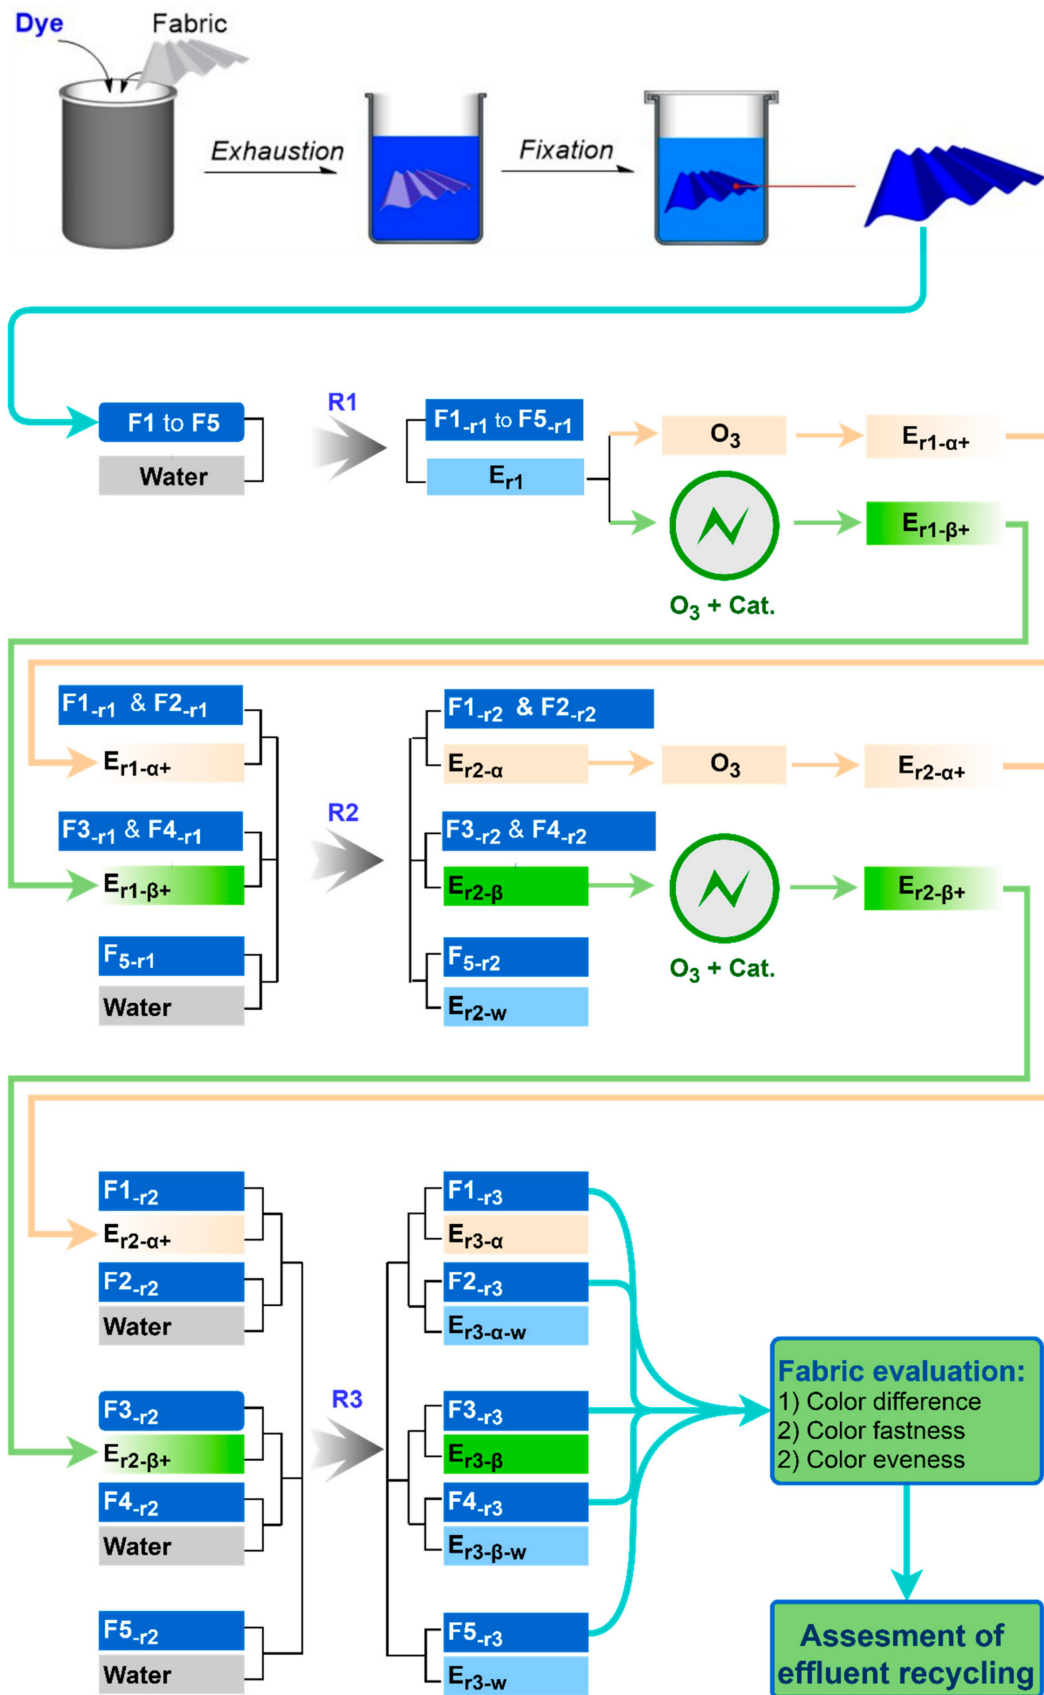 Dye
Fabric
Exhaustion
Fixation
F1 to F5
Water
R1
F1-r1 to F5-r1
Er1
O3
Er1-α+
O3 + Cat.
Er1-β+
F1-r1 & F2-r1
Er1-α+
F3-r1 & F4-r1
Er1-β+
F5-r1
Water
R2
F1-r2 & F2-r2
Er2-α
O3
Er2-α+
F3-r2 & F4-r2
Er2-β
O3 + Cat.
Er2-β+
F5-r2
Er2-w
F1-r2
Er2-α+
F2-r2
Water
F3-r2
Er2-β+
F4-r2
Water
F5-r2
Water
R3
F1-r3
Er3-α
F2-r3
Er3-α-w
F3-r3
Er3-β
F4-r3
Er3-β-w
F5-r3
Er3-w
Fabric evaluation:
1) Color difference
2) Color fastness
2) Color eveness
Assesment of
effluent recycling